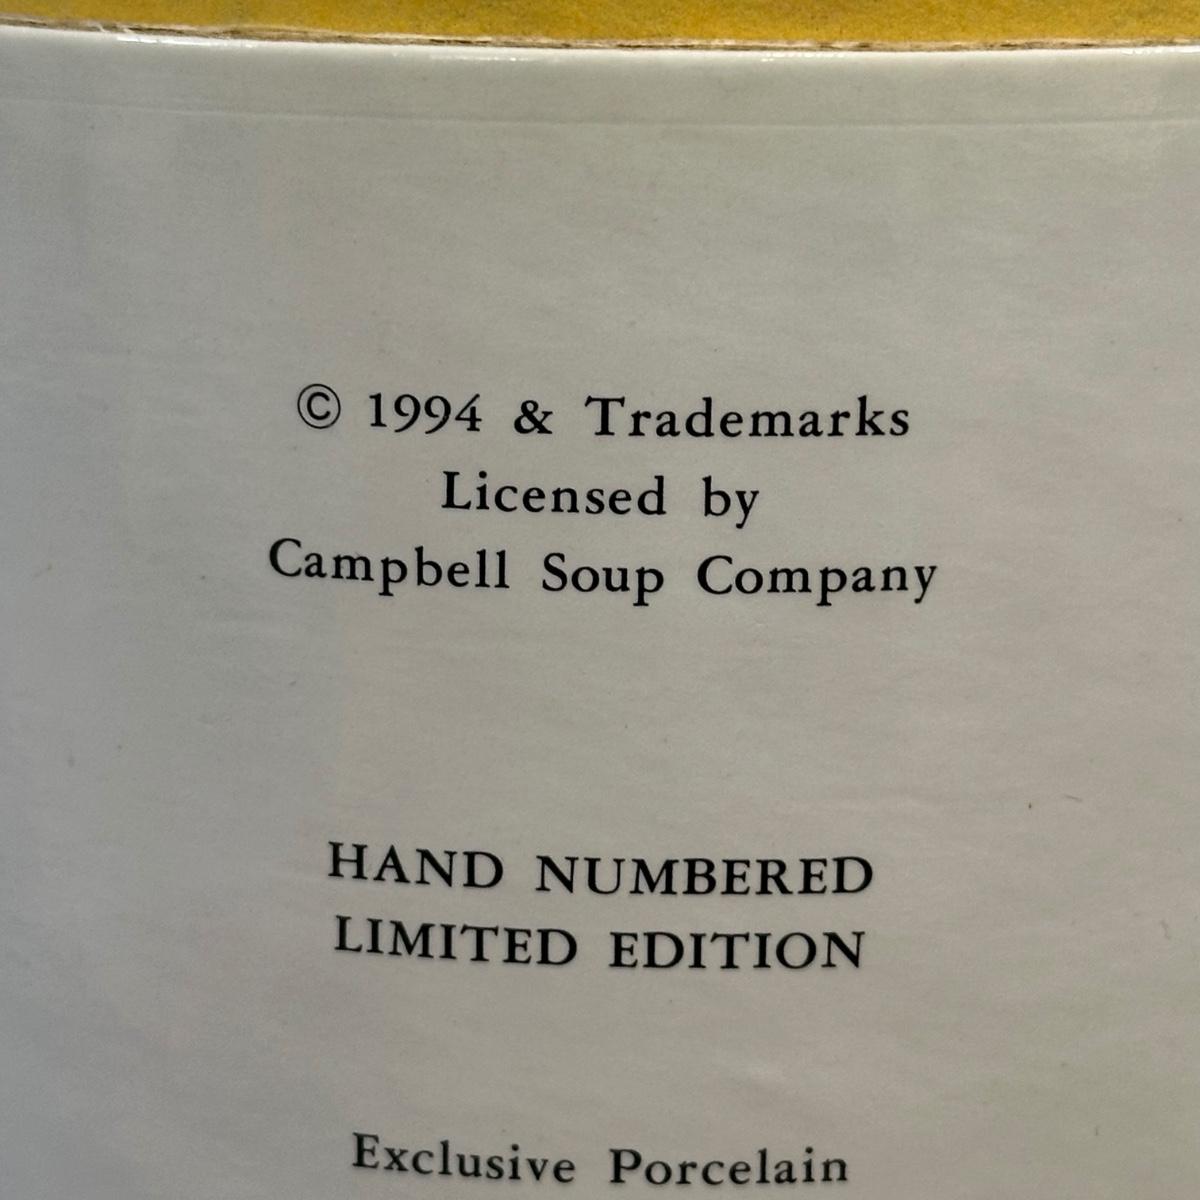 © 1994 & Trademarks
Licensed by
Campbell Soup Company
HAND NUMBERED
LIMITED EDITION
Exclusive Porcelain